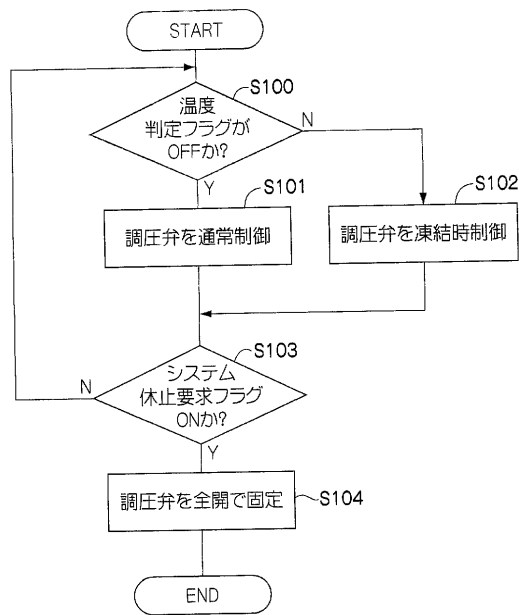 START
S100
温度
判定フラグが
OFFか?
N
Y
S101
調圧弁を通常制御
S102
調圧弁を凍結時制御
S103
システム
休止要求フラグ
ONか?
N
Y
調圧弁を全開で固定
S104
END